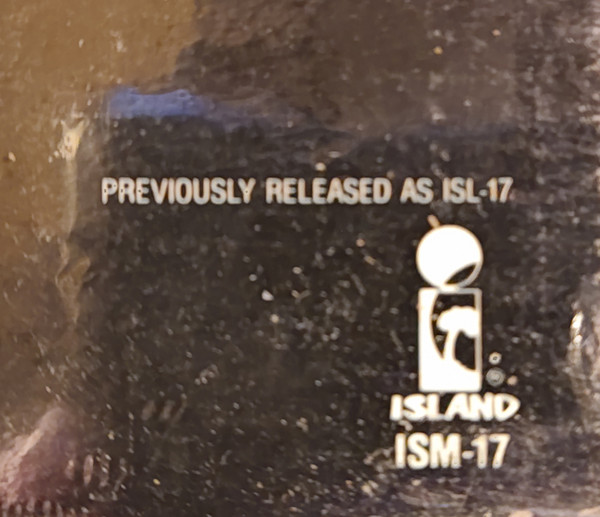 PREVIOUSLY RELEASED AS ISL-17
ISLAND
ISM-17